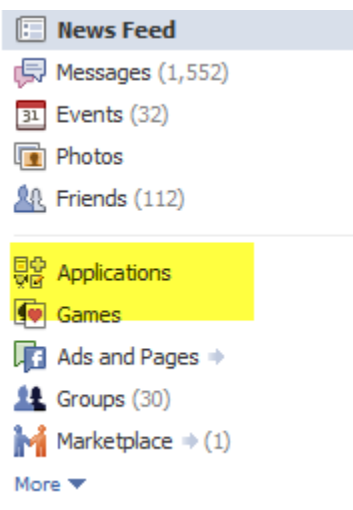 News Feed
Messages (1,552)
31 Events (32)
Photos
Friends (112)
Applications
Games
Ads and Pages
Groups (30)
Marketplace (1)
More